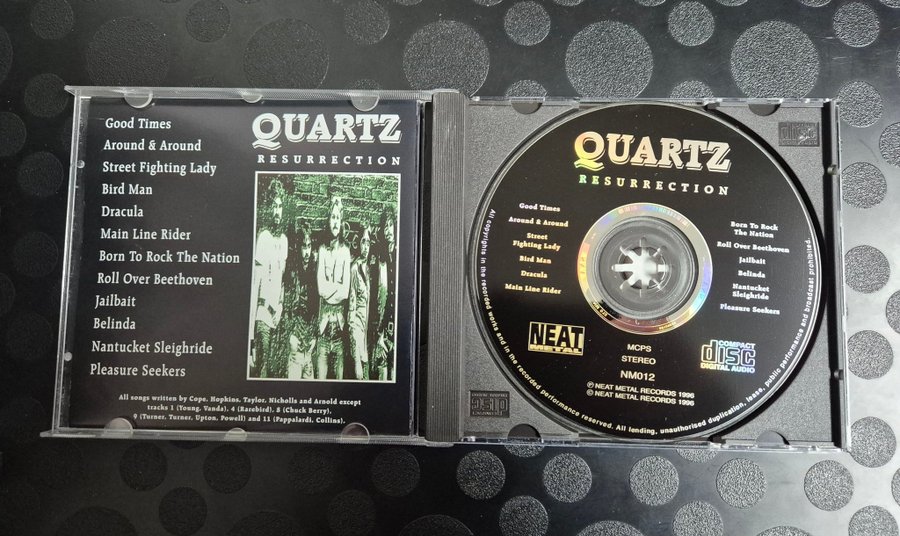 Good Times
Around & Around
Street Fighting Lady
Bird Man
Dracula
Main Line Rider
Born To Rock The Nation
Roll Over Beethoven
Jailbait
Belinda
Nantucket Sleighride
Pleasure Seekers
QUARTZ
RESURRECTION
All songs written by Cope, Hopkins, Taylor, Nicholls and Arnold except
tracks 1 (Young, Vanda), 4 (Rarebird), 8 (Chuck Berry),
9 (Turner, Turner, Upton, Powell) and 11 (Pappalardi, Collins).
QUARTZ
RESURRECTION
Good Times
Around & Around
Street
Fighting Lady
Bird Man
Dracula
Main Line Rider
Born To Rock
The Nation
Roll Over Beethoven
Jailbait
Belinda
Nantucket
Sleighride
Pleasure Seekers
NEAT
METAL
MCPS
STEREO
NM012
℗ NEAT METAL RECORDS 1996
© NEAT METAL RECORDS 1996
COMPACT
disc
DIGITAL AUDIO
All copyrights in the recorded works and in the recorded performance reserved. All lending, unauthorised duplication, lease, public performance and broadcast prohibited.